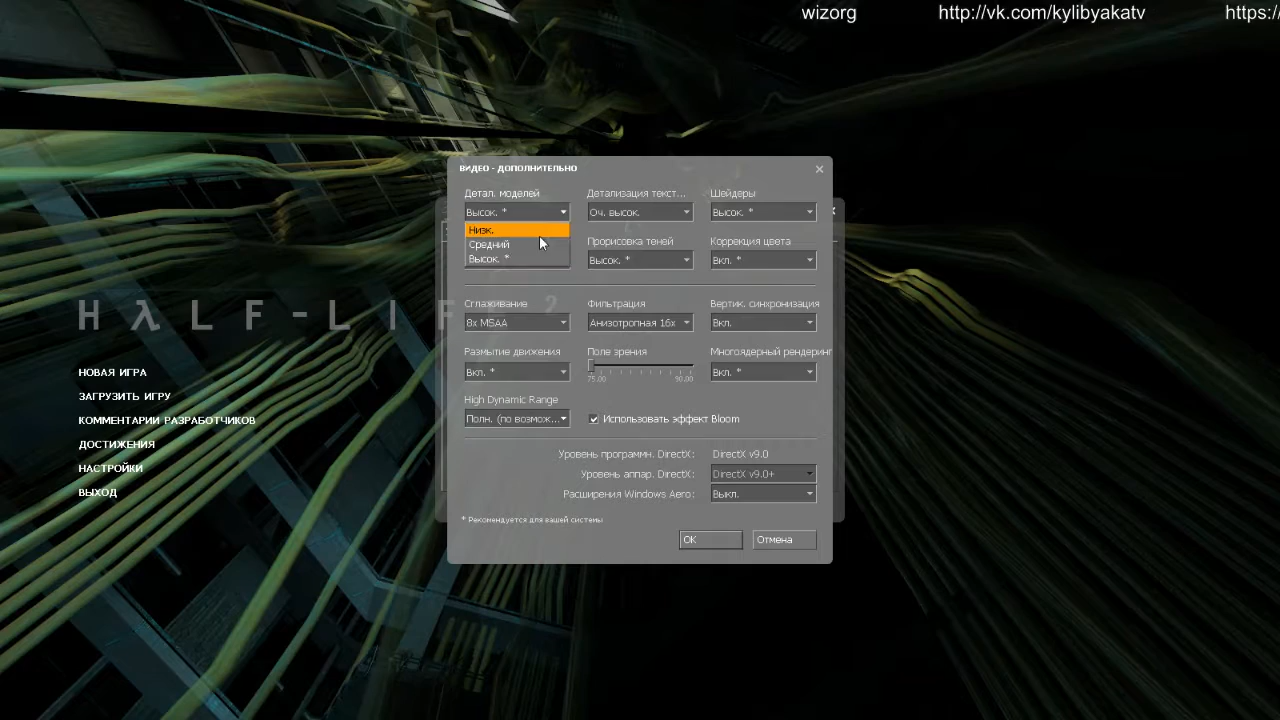 wizorg http://vk.com/kylibyakatv https:/
ВИДЕО - ДОПОЛНИТЕЛЬНО
Детал. моделей Детализация текст... Шейдеры
Высок. * Оч. высок. Высок. *
Низк.
Средний
Высок. *
Прорисовка теней Коррекция цвета
Высок. * Вкл. *
HλLF-LIFE 2
Сглаживание Фильтрация Вертик. синхронизация
8x MSAA Анизотропная 16x Вкл.
Размытие движения Поле зрения Многоядерный рендеринг
Вкл. * 75.00 90.00 Вкл. *
High Dynamic Range
Полн. (по возмож... Использовать эффект Bloom
Уровень программн. DirectX: DirectX v9.0
Уровень аппар. DirectX: DirectX v9.0+
Расширения Windows Aero: Выкл.
* Рекомендуется для вашей системы
OK Отмена
НОВАЯ ИГРА
ЗАГРУЗИТЬ ИГРУ
КОММЕНТАРИИ РАЗРАБОТЧИКОВ
ДОСТИЖЕНИЯ
НАСТРОЙКИ
ВЫХОД